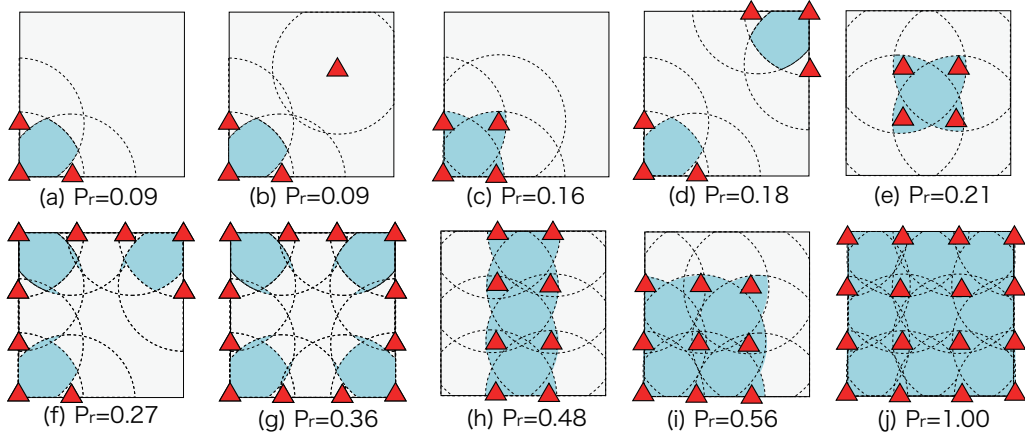 (a) Pr=0.09
(b) Pr=0.09
(c) Pr=0.16
(d) Pr=0.18
(e) Pr=0.21
(f) Pr=0.27
(g) Pr=0.36
(h) Pr=0.48
(i) Pr=0.56
(j) Pr=1.00